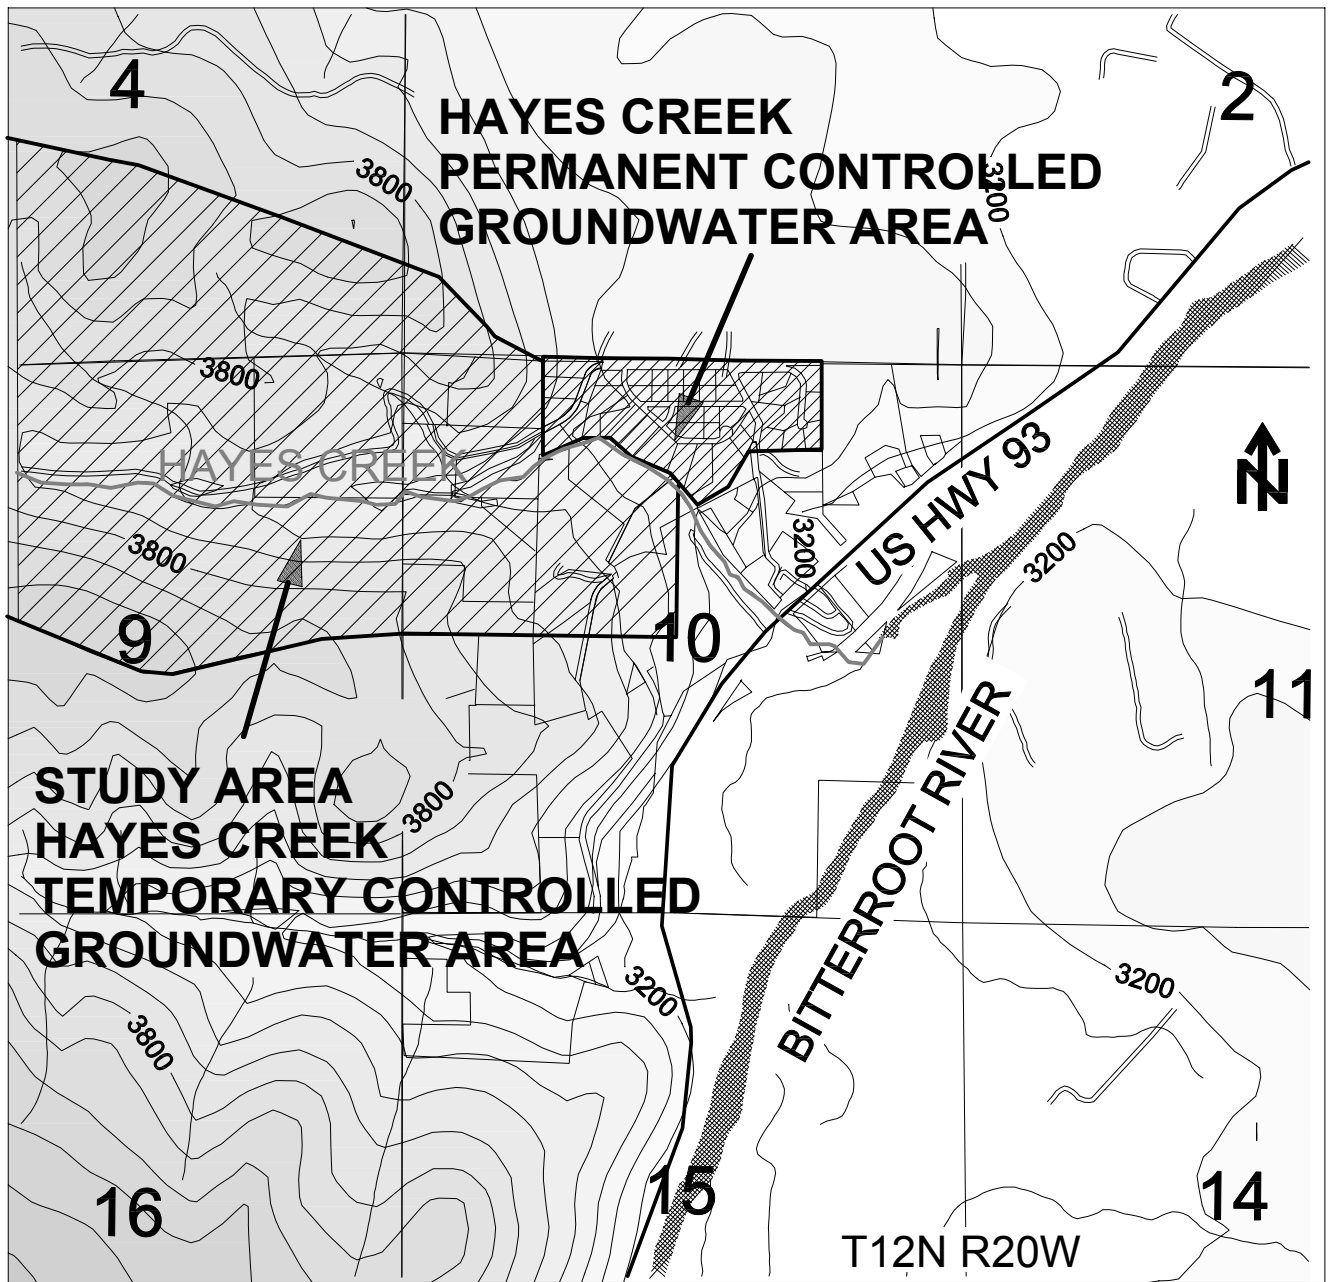 4
2
HAYES CREEK
PERMANENT CONTROLLED
GROUNDWATER AREA
3800
3200
3800
HAYES CREEK
US HWY 93
N
3800
3200
3200
9
10
11
STUDY AREA
HAYES CREEK
TEMPORARY CONTROLLED
GROUNDWATER AREA
3800
BITTERROOT RIVER
3200
3200
3800
16
15
14
T12N R20W